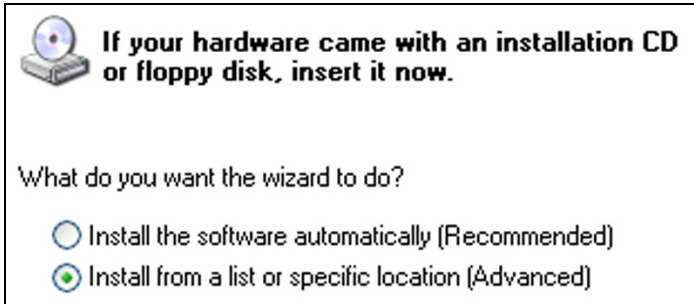 If your hardware came with an installation CD
or floppy disk, insert it now.
What do you want the wizard to do?
Install the software automatically (Recommended)
Install from a list or specific location (Advanced)